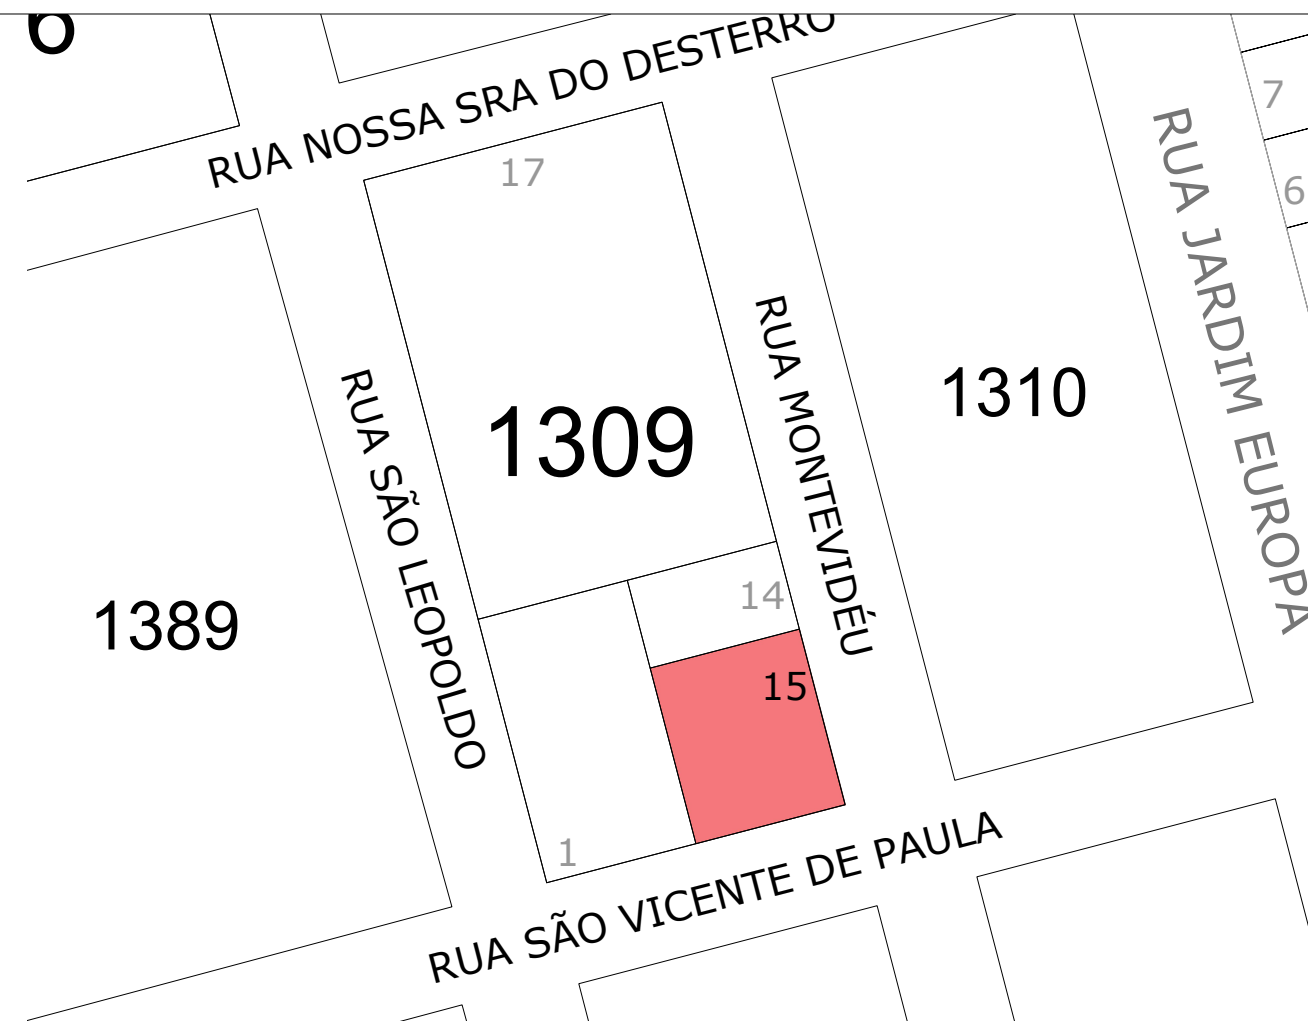 6
RUA NOSSA SRA DO DESTERRO
7
17
RUA JARDIM EUROPA
6
RUA MONTEVIDÉU
1310
RUA SÃO LEOPOLDO
1309
1389
14
15
1
RUA SÃO VICENTE DE PAULA